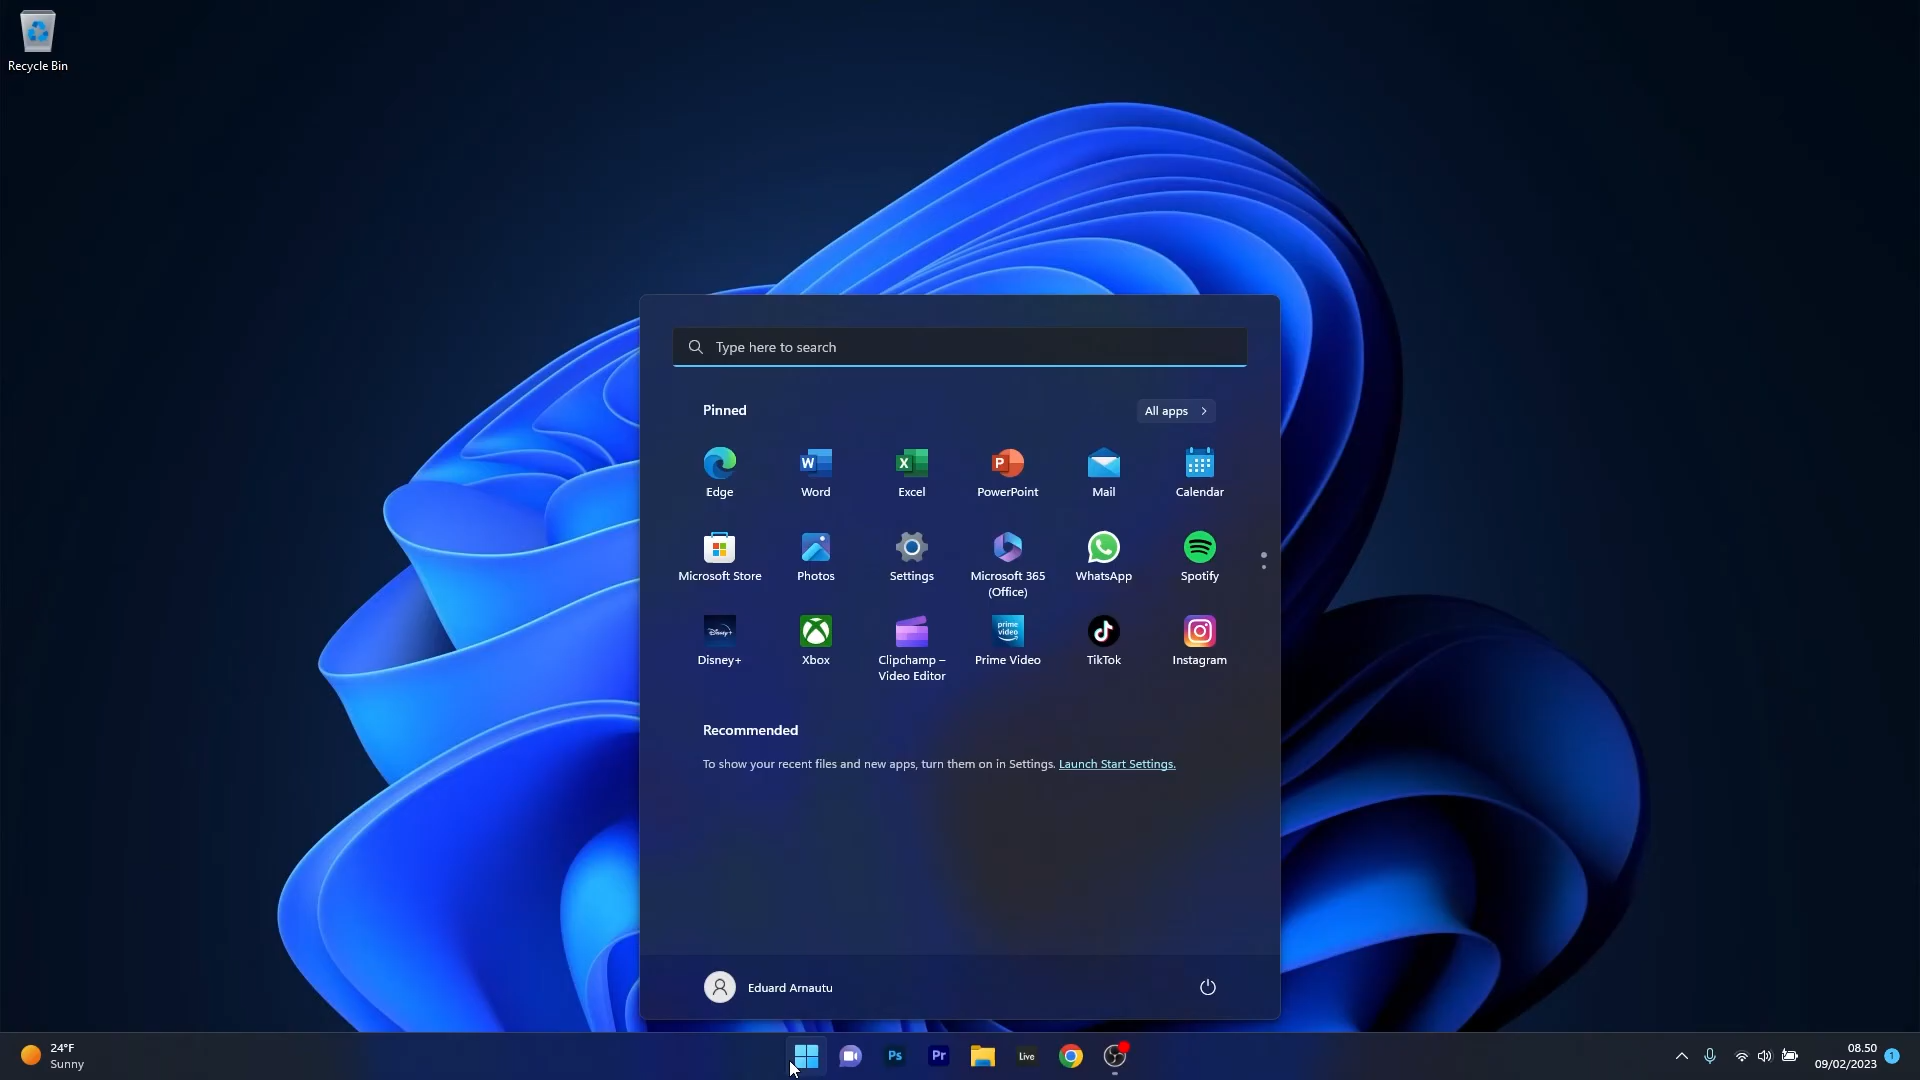 Recycle Bin
Type here to search
Pinned
All apps
Edge
Word
Excel
PowerPoint
Mail
Calendar
Microsoft Store
Photos
Settings
Microsoft 365
(Office)
WhatsApp
Spotify
Disney+
Xbox
Clipchamp –
Video Editor
prime
video
Prime Video
TikTok
Instagram
Recommended
To show your recent files and new apps, turn them on in Settings. Launch Start Settings.
Eduard Arnautu
24°F
Sunny
Ps
Pr
Live
08.50
09/02/2023
1